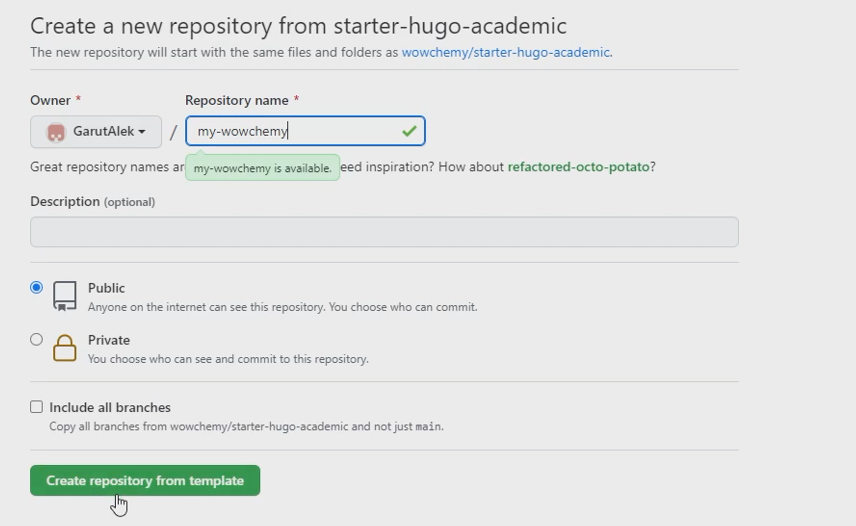 Create a new repository from starter-hugo-academic
The new repository will start with the same files and folders as wowchemy/starter-hugo-academic.
Owner * Repository name *
GarutAlek / my-wowchemy
Great repository names ar my-wowchemy is available. eed inspiration? How about refactored-octo-potato?
Description (optional)
Public
Anyone on the internet can see this repository. You choose who can commit.
Private
You choose who can see and commit to this repository.
Include all branches
Copy all branches from wowchemy/starter-hugo-academic and not just main.
Create repository from template